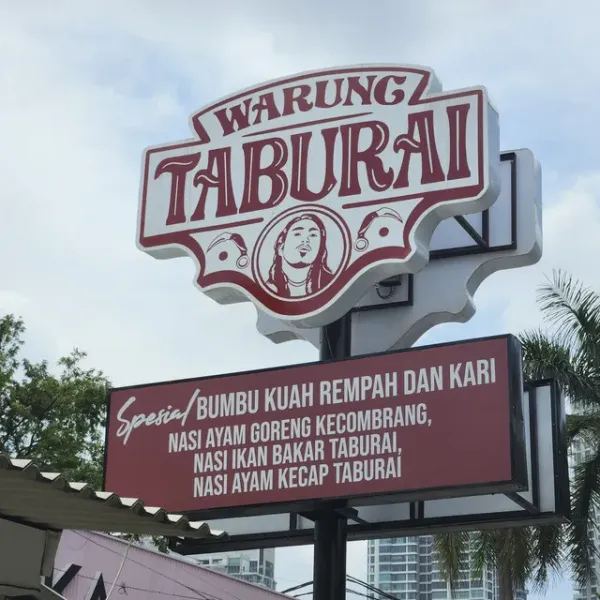 WARUNG
TABURAI
Spesial BUMBU KUAH REMPAH DAN KARI
NASI AYAM GORENG KECOMBRANG,
NASI IKAN BAKAR TABURAI,
NASI AYAM KECAP TABURAI